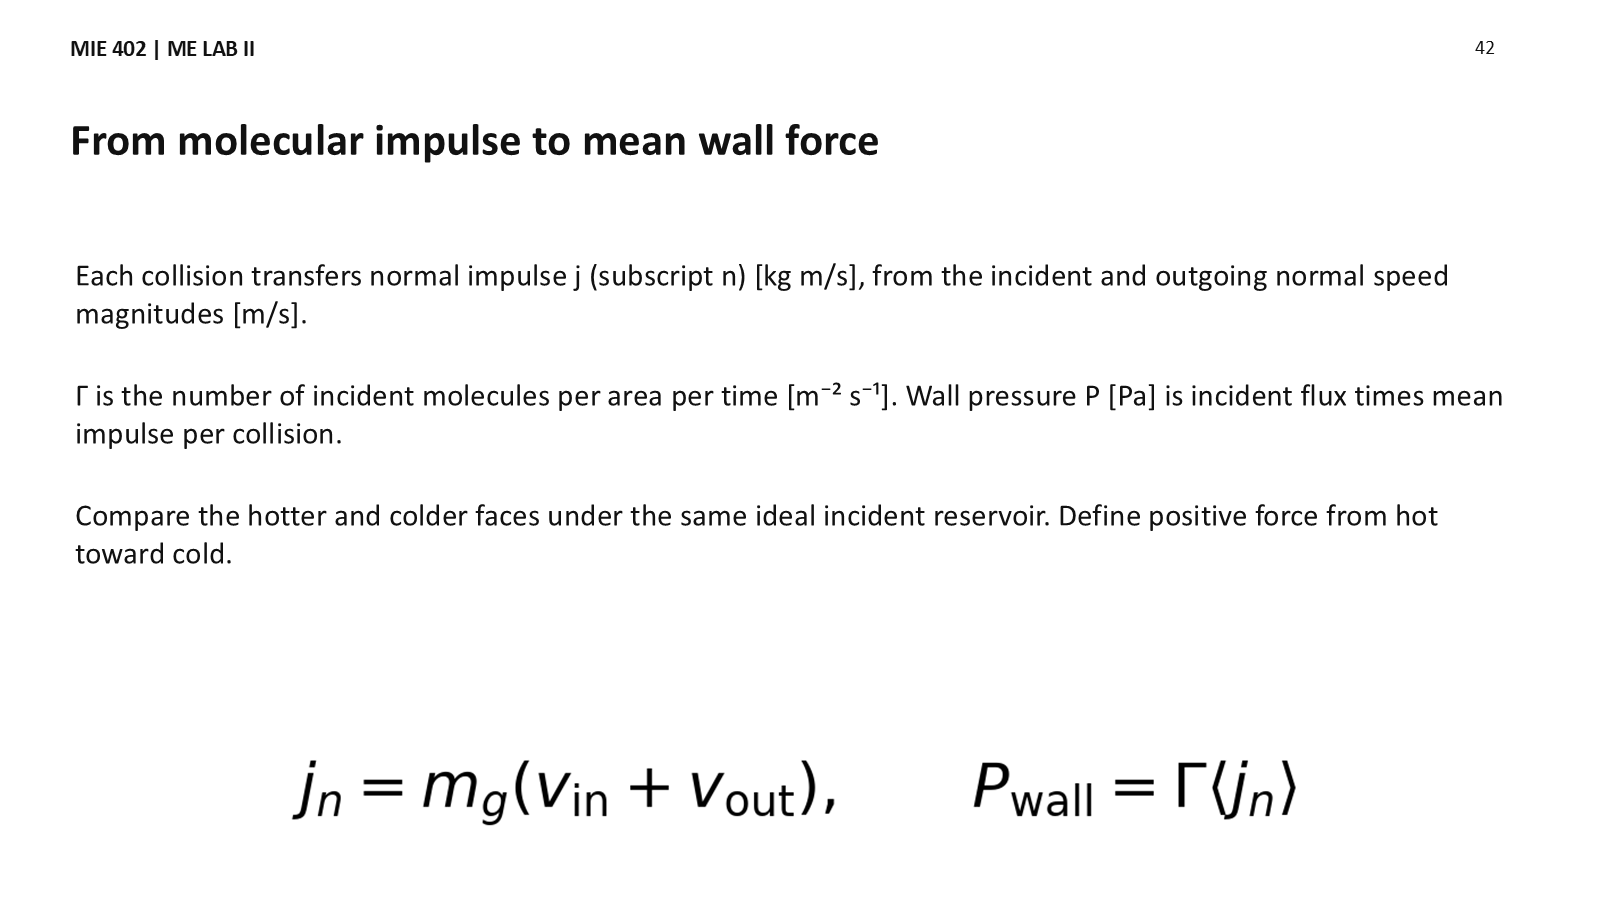 MIE 402 | ME LAB II
42
From molecular impulse to mean wall force
Each collision transfers normal impulse j (subscript n) [kg m/s], from the incident and outgoing normal speed
magnitudes [m/s].
Γ is the number of incident molecules per area per time [m⁻² s⁻¹]. Wall pressure P [Pa] is incident flux times mean
impulse per collision.
Compare the hotter and colder faces under the same ideal incident reservoir. Define positive force from hot
toward cold.
jₙ = m_g(v_in + v_out),  P_wall = Γ⟨jₙ⟩